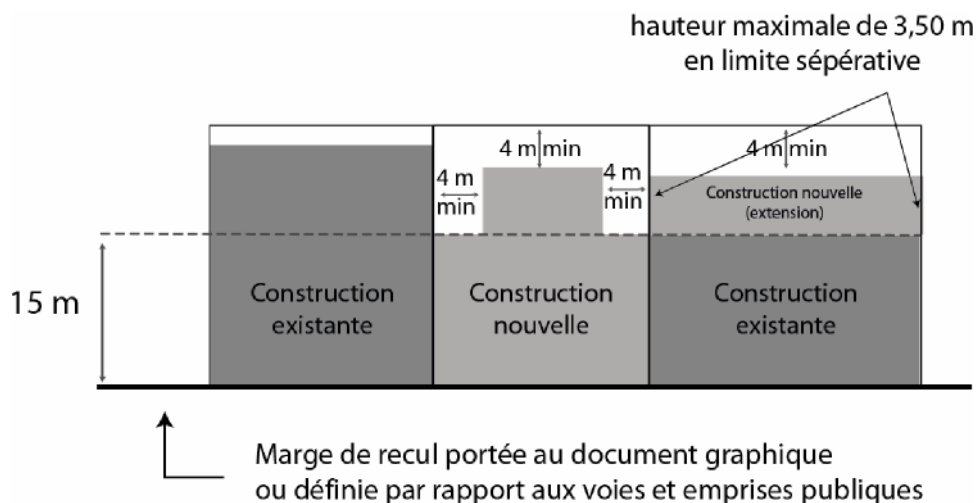 hauteur maximale de 3,50 m
en limite sépérative
4 m min
4 m min
4 m
min
4 m
min
Construction nouvelle
(extension)
15 m
Construction
existante
Construction
nouvelle
Construction
existante
Marge de recul portée au document graphique
ou définie par rapport aux voies et emprises publiques